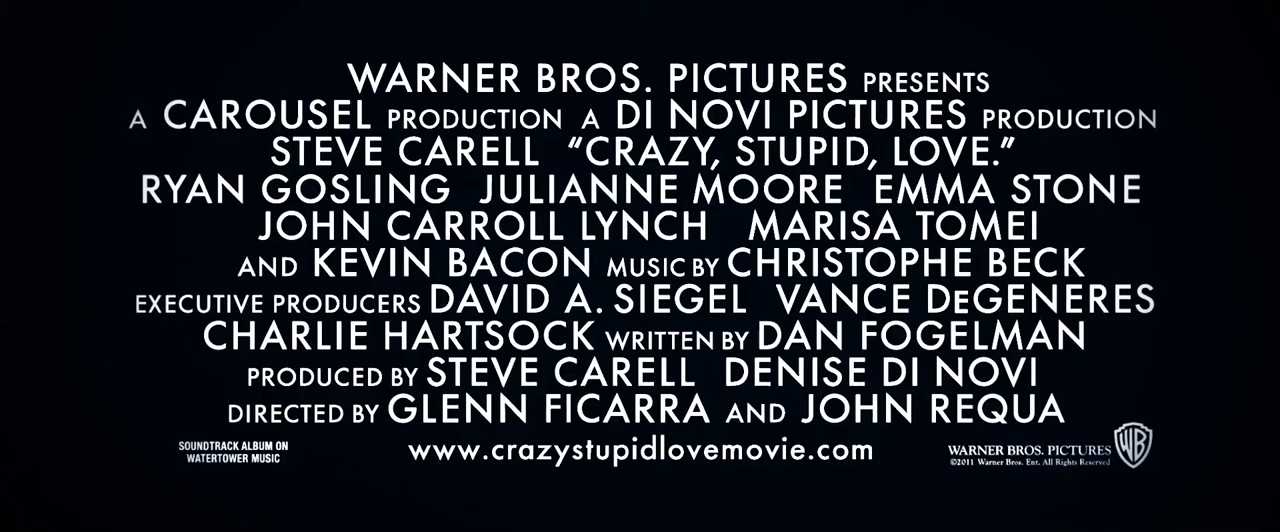 WARNER BROS. PICTURES PRESENTS
A CAROUSEL PRODUCTION A DI NOVI PICTURES PRODUCTION
STEVE CARELL "CRAZY, STUPID, LOVE."
RYAN GOSLING JULIANNE MOORE EMMA STONE
JOHN CARROLL LYNCH MARISA TOMEI
AND KEVIN BACON MUSIC BY CHRISTOPHE BECK
EXECUTIVE PRODUCERS DAVID A. SIEGEL VANCE DEGENERES
CHARLIE HARTSOCK WRITTEN BY DAN FOGELMAN
PRODUCED BY STEVE CARELL DENISE DI NOVI
DIRECTED BY GLENN FICARRA AND JOHN REQUA
SOUNDTRACK ALBUM ON
WATERTOWER MUSIC
www.crazystupidlovemovie.com
WARNER BROS. PICTURES
©2011 Warner Bros. Ent. All Rights Reserved
WB